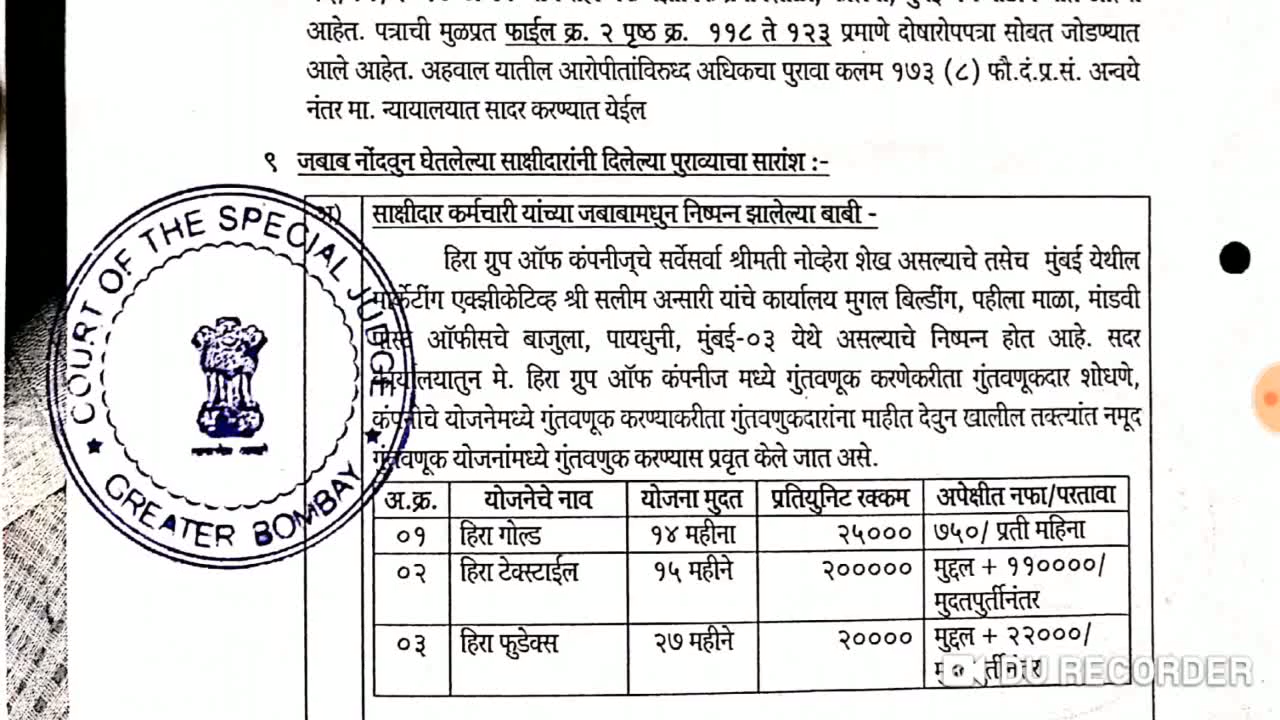 आहेत. पत्राची मुळप्रत फाईल क्र. २ पृष्ठ क्र. ११८ ते १२३ प्रमाणे दोषारोपपत्रा सोबत जोडण्यात
आले आहेत. अहवाल यातील आरोपीतांविरुध्द अधिकचा पुरावा कलम १७३ (८) फौ.दं.प्र.सं. अन्वये
नंतर मा. न्यायालयात सादर करण्यात येईल
९ जबाब नोंदवुन घेतलेल्या साक्षीदारांनी दिलेल्या पुराव्याचा सारांश :-
अ) साक्षीदार कर्मचारी यांच्या जबाबामधुन निष्पन्न झालेल्या बाबी -
हिरा ग्रुप ऑफ कंपनीज्चे सर्वेसर्वा श्रीमती नोव्हेरा शेख असल्याचे तसेच मुंबई येथील
मार्केटींग एक्झीकेटिव्ह श्री सलीम अन्सारी यांचे कार्यालय मुगल बिल्डींग, पहीला माळा, मांडवी
पोस्ट ऑफीसचे बाजुला, पायधुनी, मुंबई-०३ येथे असल्याचे निष्पन्न होत आहे. सदर
कार्यालयातुन मे. हिरा ग्रुप ऑफ कंपनीज मध्ये गुंतवणूक करणेकरीता गुंतवणूकदार शोधणे,
कंपनीचे योजनेमध्ये गुंतवणूक करण्याकरीता गुंतवणुकदारांना माहीत देवुन खालील तक्त्यांत नमूद
गुंतवणूक योजनांमध्ये गुंतवणुक करण्यास प्रवृत केले जात असे.
अ.क्र. योजनेचे नाव योजना मुदत प्रतियुनिट रक्कम अपेक्षीत नफा/परतावा
०१ हिरा गोल्ड १४ महीना २५००० ७५०/ प्रती महिना
०२ हिरा टेक्स्टाईल १५ महीने २००००० मुद्दल + ११००००/
मुदतपुर्तीनंतर
०३ हिरा फूडेक्स २७ महीने २०००० मुद्दल + २२०००/
मुदतपुर्तीनंतर
COURT OF THE SPECIAL JUDGE
GREATER BOMBAY
DU RECORDER